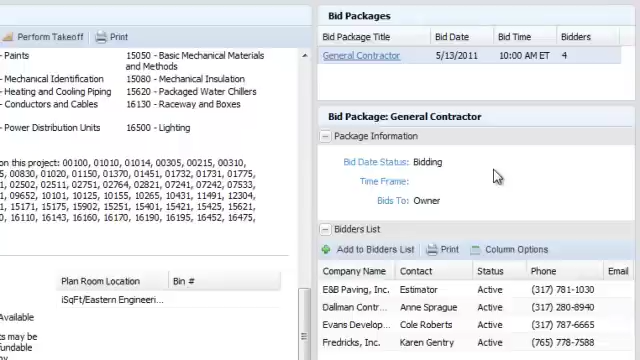 Perform Takeoff Print
- Paints 15050 - Basic Mechanical Materials and Methods
- Mechanical Identification 15080 - Mechanical Insulation
- Heating and Cooling Piping 15620 - Packaged Water Chillers
- Conductors and Cables 16130 - Raceway and Boxes
- Power Distribution Units 16500 - Lighting
on this project: 00100, 01010, 01014, 00305, 00215, 00310,
5, 00830, 01020, 01150, 01370, 01451, 01732, 01731, 01775,
, 02502, 02511, 02751, 02764, 02821, 07241, 07242, 07533,
, 09652, 10101, 10125, 10155, 10265, 10431, 11491, 12304,
, 15171, 15175, 15902, 15251, 15401, 15421, 15425, 15621,
0, 16110, 16143, 16160, 16170, 16190, 16195, 16452, 16475,
Plan Room Location Bin #
iSqFt/Eastern Engineeri...
Available
ts may be
fundable
Bid Packages
Bid Package Title Bid Date Bid Time Bidders
General Contractor 5/13/2011 10:00 AM ET 4
Bid Package: General Contractor
Package Information
Bid Date Status: Bidding
Time Frame:
Bids To: Owner
Bidders List
Add to Bidders List Print Column Options
Company Name Contact Status Phone Email
E&B Paving, Inc. Estimator Active (317) 781-1030
Dallman Contr... Anne Sprague Active (317) 280-8940
Evans Develop... Cole Roberts Active (317) 787-6665
Fredricks, Inc. Karen Gentry Active (765) 778-7588